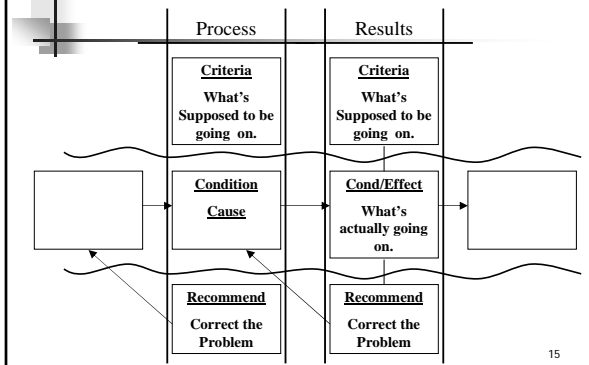 Process
Results
Criteria
What's
Supposed to be
going on.
Criteria
What's
Supposed to be
going on.
Condition
Cause
Cond/Effect
What's
actually going
on.
Recommend
Correct the
Problem
Recommend
Correct the
Problem
15